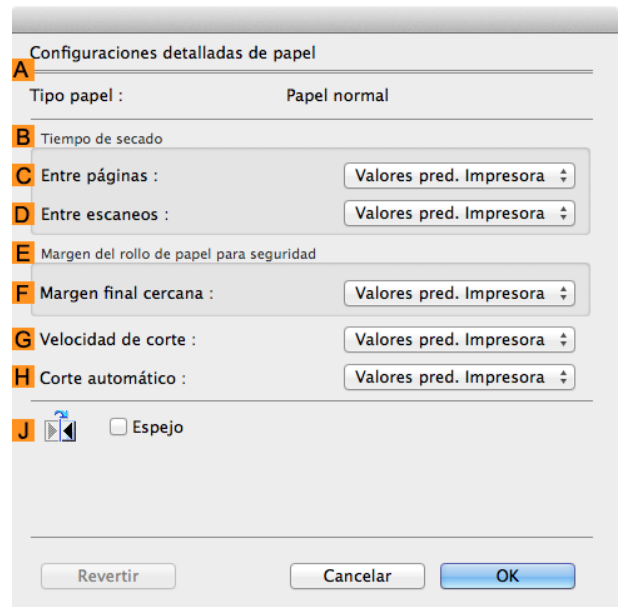 Configuraciones detalladas de papel
A
Tipo papel : Papel normal
B Tiempo de secado
C Entre páginas : Valores pred. Impresora
D Entre escaneos : Valores pred. Impresora
E Margen del rollo de papel para seguridad
F Margen final cercana : Valores pred. Impresora
G Velocidad de corte : Valores pred. Impresora
H Corte automático : Valores pred. Impresora
J Espejo
Revertir Cancelar OK